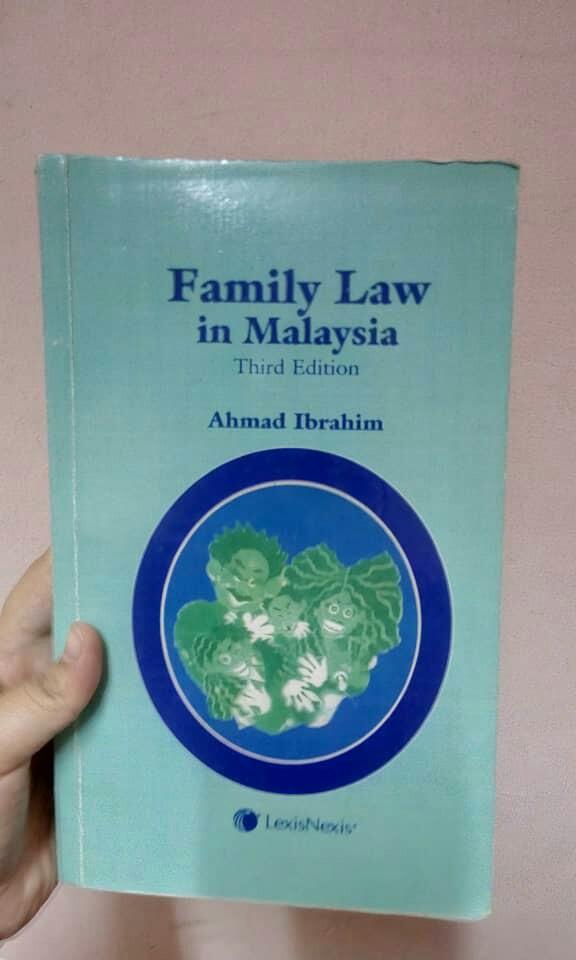 Family Law
in Malaysia
Third Edition
Ahmad Ibrahim
LexisNexis®